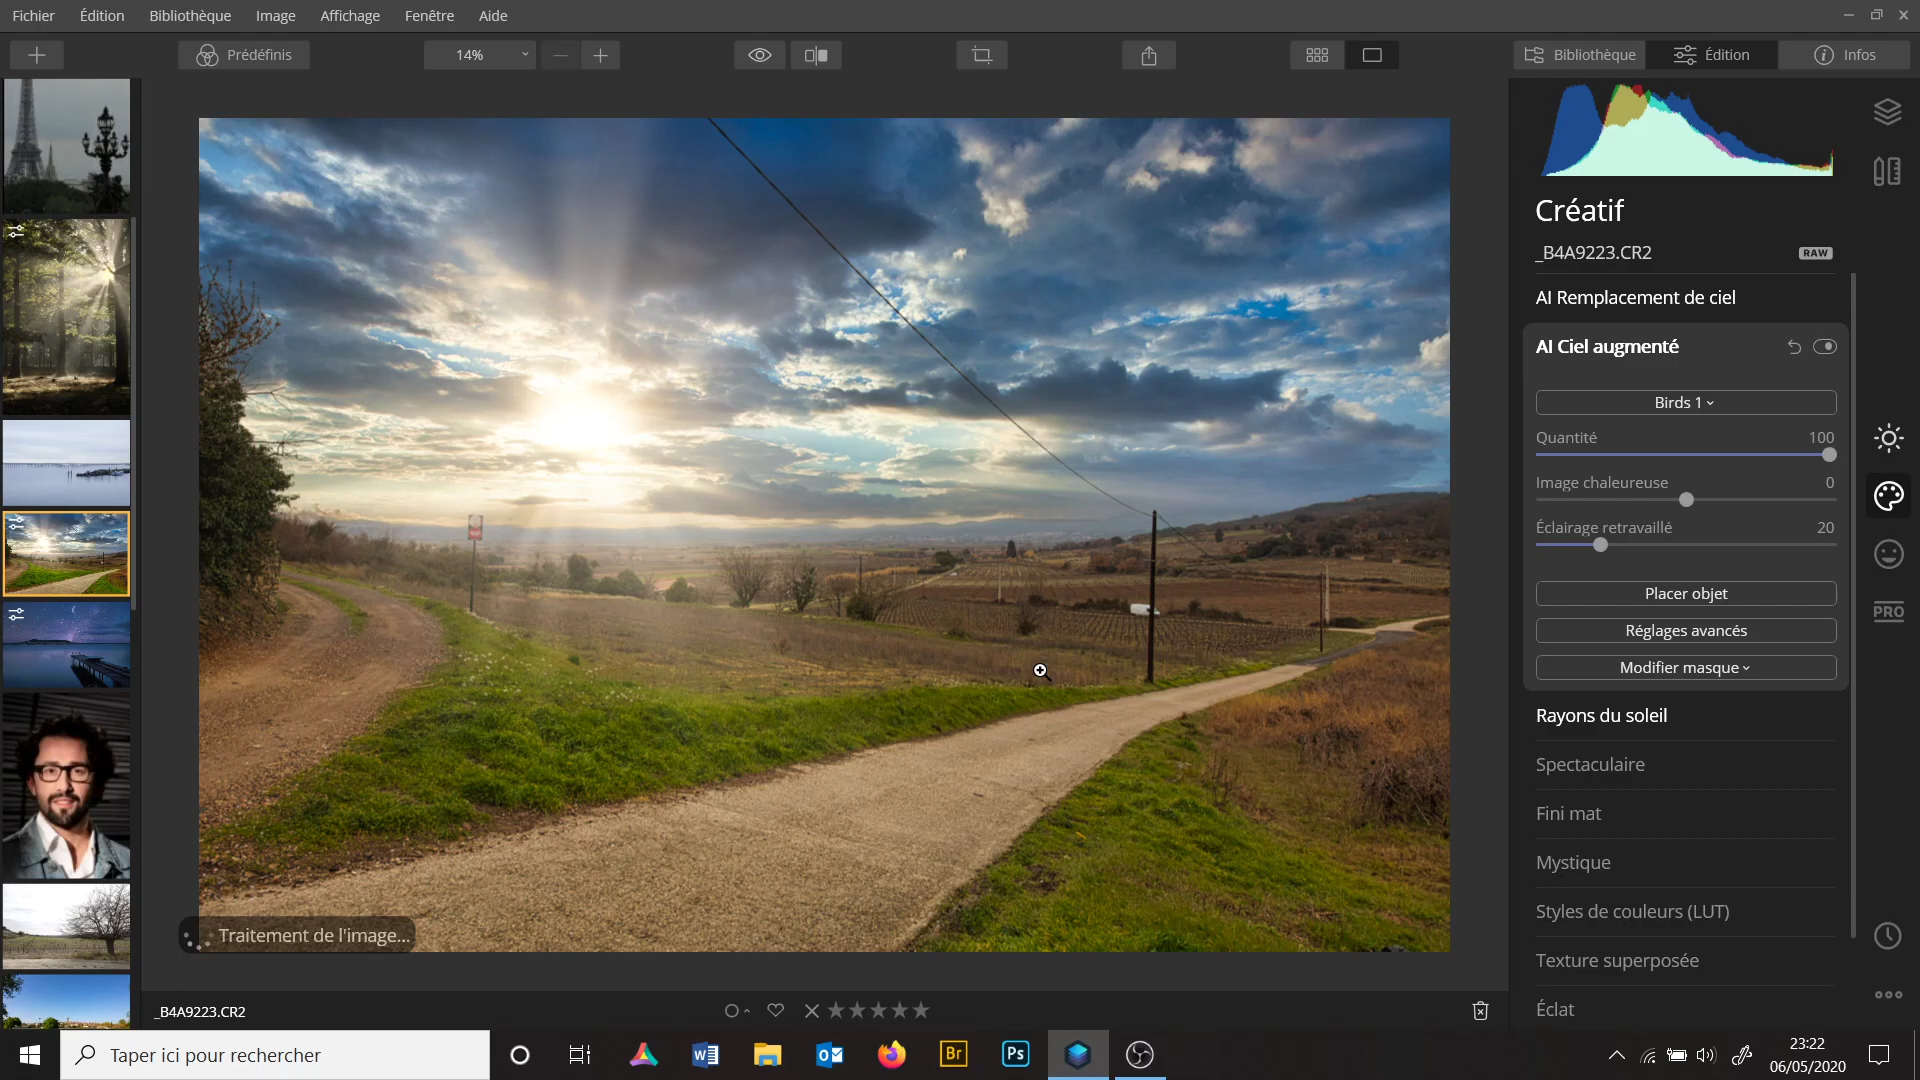 Fichier Édition Bibliothèque Image Affichage Fenêtre Aide
Prédéfinis 14% Bibliothèque Édition Infos
Créatif
_B4A9223.CR2 RAW
AI Remplacement de ciel
AI Ciel augmenté
Birds 1
Quantité 100
Image chaleureuse 0
Éclairage retravaillé 20
Placer objet
Réglages avancés
Modifier masque
PRO
Rayons du soleil
Spectaculaire
Fini mat
Mystique
Styles de couleurs (LUT)
Texture superposée
Éclat
Traitement de l'image...
_B4A9223.CR2
Taper ici pour rechercher
Br
Ps
23:22
06/05/2020